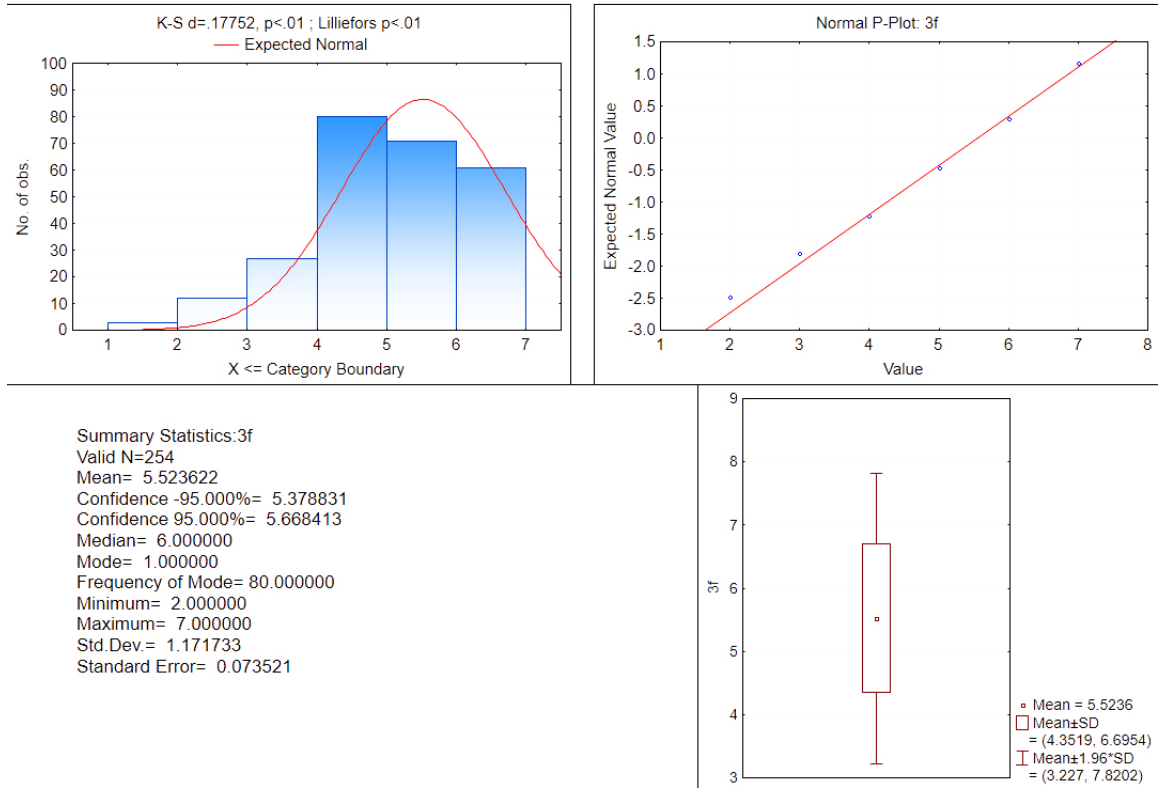 K-S d=.17752, p<.01 ; Lilliefors p<.01
Expected Normal
100
90
80
70
60
50
40
30
20
10
0
No. of obs.
1 2 3 4 5 6 7
X <= Category Boundary
Normal P-Plot: 3f
1.5
1.0
0.5
0.0
-0.5
-1.0
-1.5
-2.0
-2.5
-3.0
Expected Normal Value
1 2 3 4 5 6 7 8
Value
Summary Statistics:3f
Valid N=254
Mean= 5.523622
Confidence -95.000%= 5.378831
Confidence 95.000%= 5.668413
Median= 6.000000
Mode= 1.000000
Frequency of Mode= 80.000000
Minimum= 2.000000
Maximum= 7.000000
Std.Dev.= 1.171733
Standard Error= 0.073521
9
8
7
6
5
4
3
3f
Mean = 5.5236
Mean±SD
= (4.3519, 6.6954)
Mean±1.96*SD
= (3.227, 7.8202)